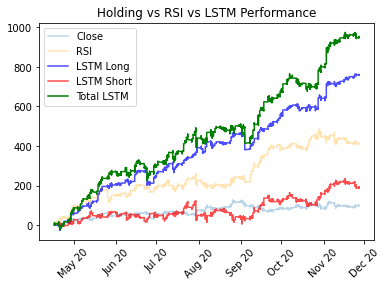 Holding vs RSI vs LSTM Performance
1000
800
600
400
200
0
Close
RSI
LSTM Long
LSTM Short
Total LSTM
May 20
Jun 20
Jul 20
Aug 20
Sep 20
Oct 20
Nov 20
Dec 20